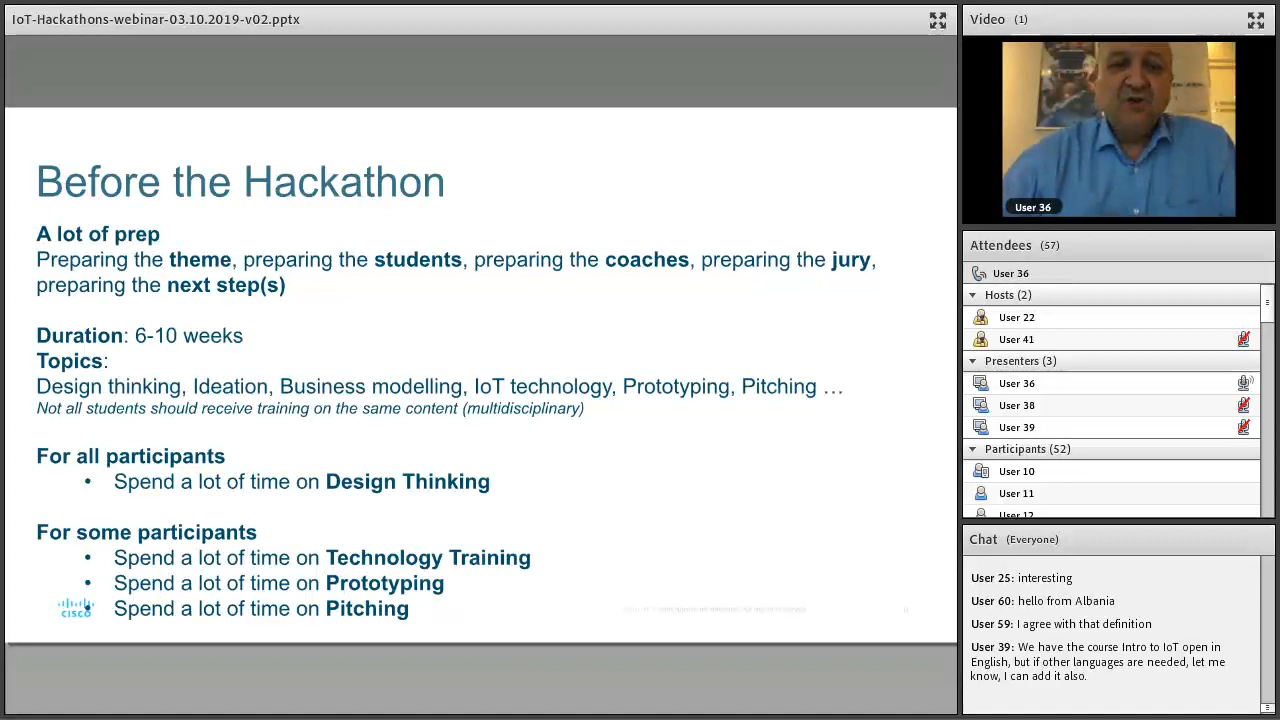 IoT-Hackathons-webinar-03.10.2019-v02.pptx
Before the Hackathon
A lot of prep
Preparing the theme, preparing the students, preparing the coaches, preparing the jury,
preparing the next step(s)
Duration: 6-10 weeks
Topics:
Design thinking, Ideation, Business modelling, IoT technology, Prototyping, Pitching …
Not all students should receive training on the same content (multidisciplinary)
For all participants
• Spend a lot of time on Design Thinking
For some participants
• Spend a lot of time on Technology Training
• Spend a lot of time on Prototyping
• Spend a lot of time on Pitching
CISCO
Video (1)
User 36
Attendees (57)
User 36
Hosts (2)
User 22
User 41
Presenters (3)
User 36
User 38
User 39
Participants (52)
User 10
User 11
User 12
Chat (Everyone)
User 25: interesting
User 60: hello from Albania
User 59: I agree with that definition
User 39: We have the course Intro to IoT open in
English, but if other languages are needed, let me
know, I can add it also.